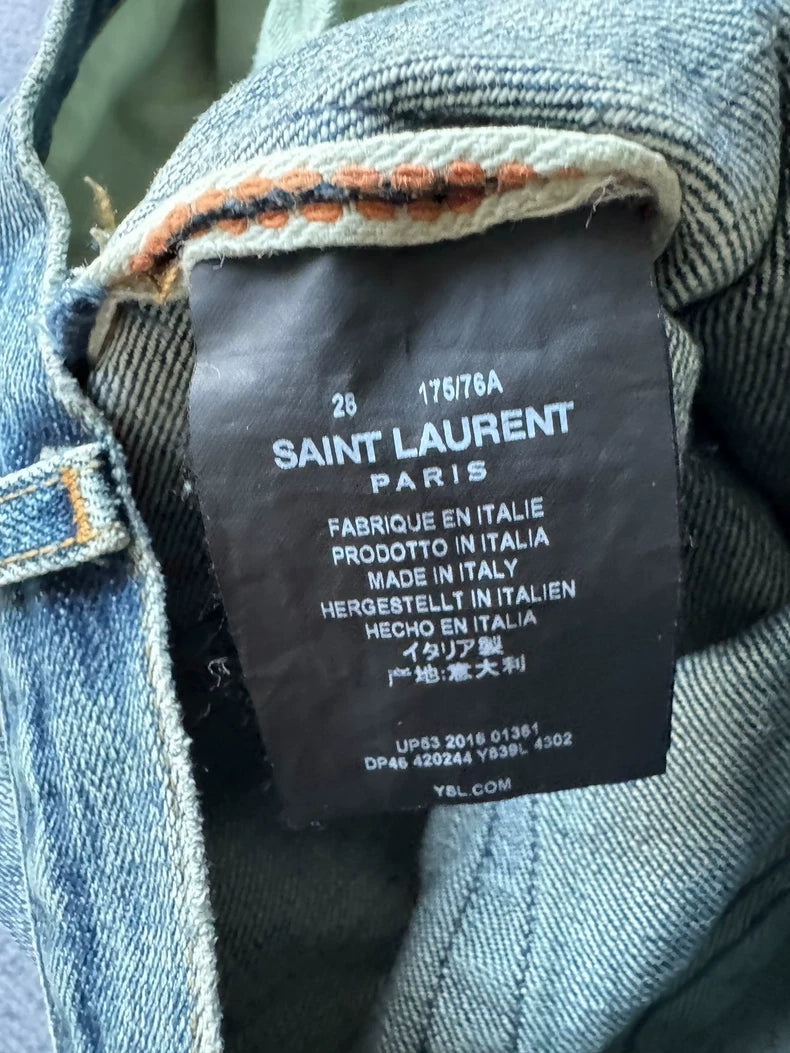 28 175/76A
SAINT LAURENT
PARIS
FABRIQUE EN ITALIE
PRODOTTO IN ITALIA
MADE IN ITALY
HERGESTELLT IN ITALIEN
HECHO EN ITALIA
イタリア製
产地:意大利
UP53 2016 01361
DP46 420244 Y839L 4302
YSL.COM